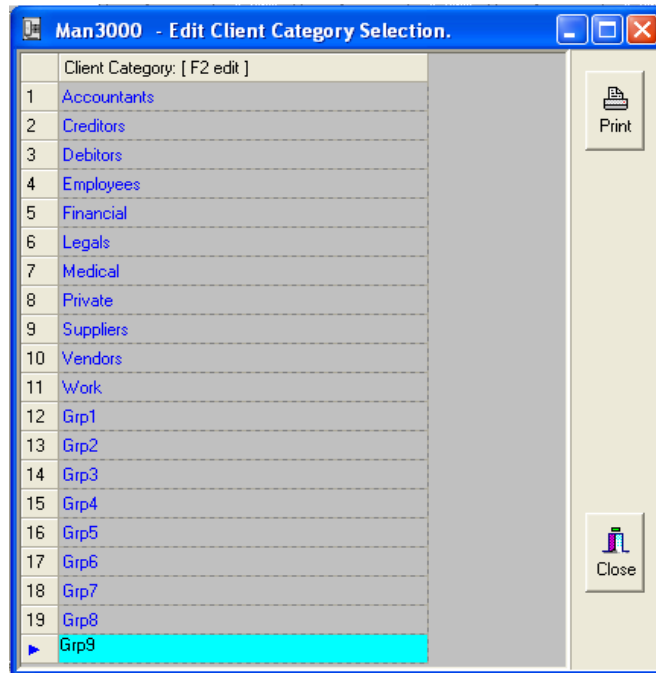 Man3000 - Edit Client Category Selection.
Client Category: [ F2 edit ]
1 Accountants
2 Creditors
3 Debitors
4 Employees
5 Financial
6 Legals
7 Medical
8 Private
9 Suppliers
10 Vendors
11 Work
12 Grp1
13 Grp2
14 Grp3
15 Grp4
16 Grp5
17 Grp6
18 Grp7
19 Grp8
Grp9
Print
Close